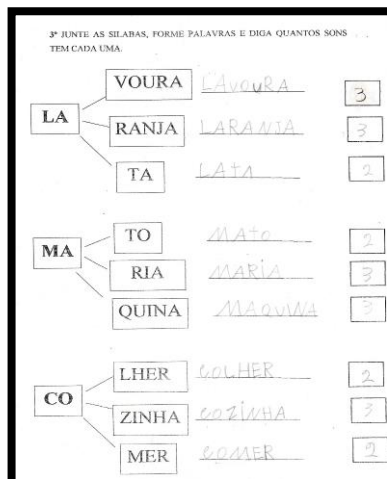 3ª JUNTE AS SILABAS, FORME PALAVRAS E DIGA QUANTOS SONS
TEM CADA UMA.
VOURA LAVOURA 3
LA RANJA LARANJA 3
TA LATA 2
TO MATO 2
MA RIA MARIA 3
QUINA MAQUINA 3
LHER COLHER 2
CO ZINHA COZINHA 3
MER COMER 2